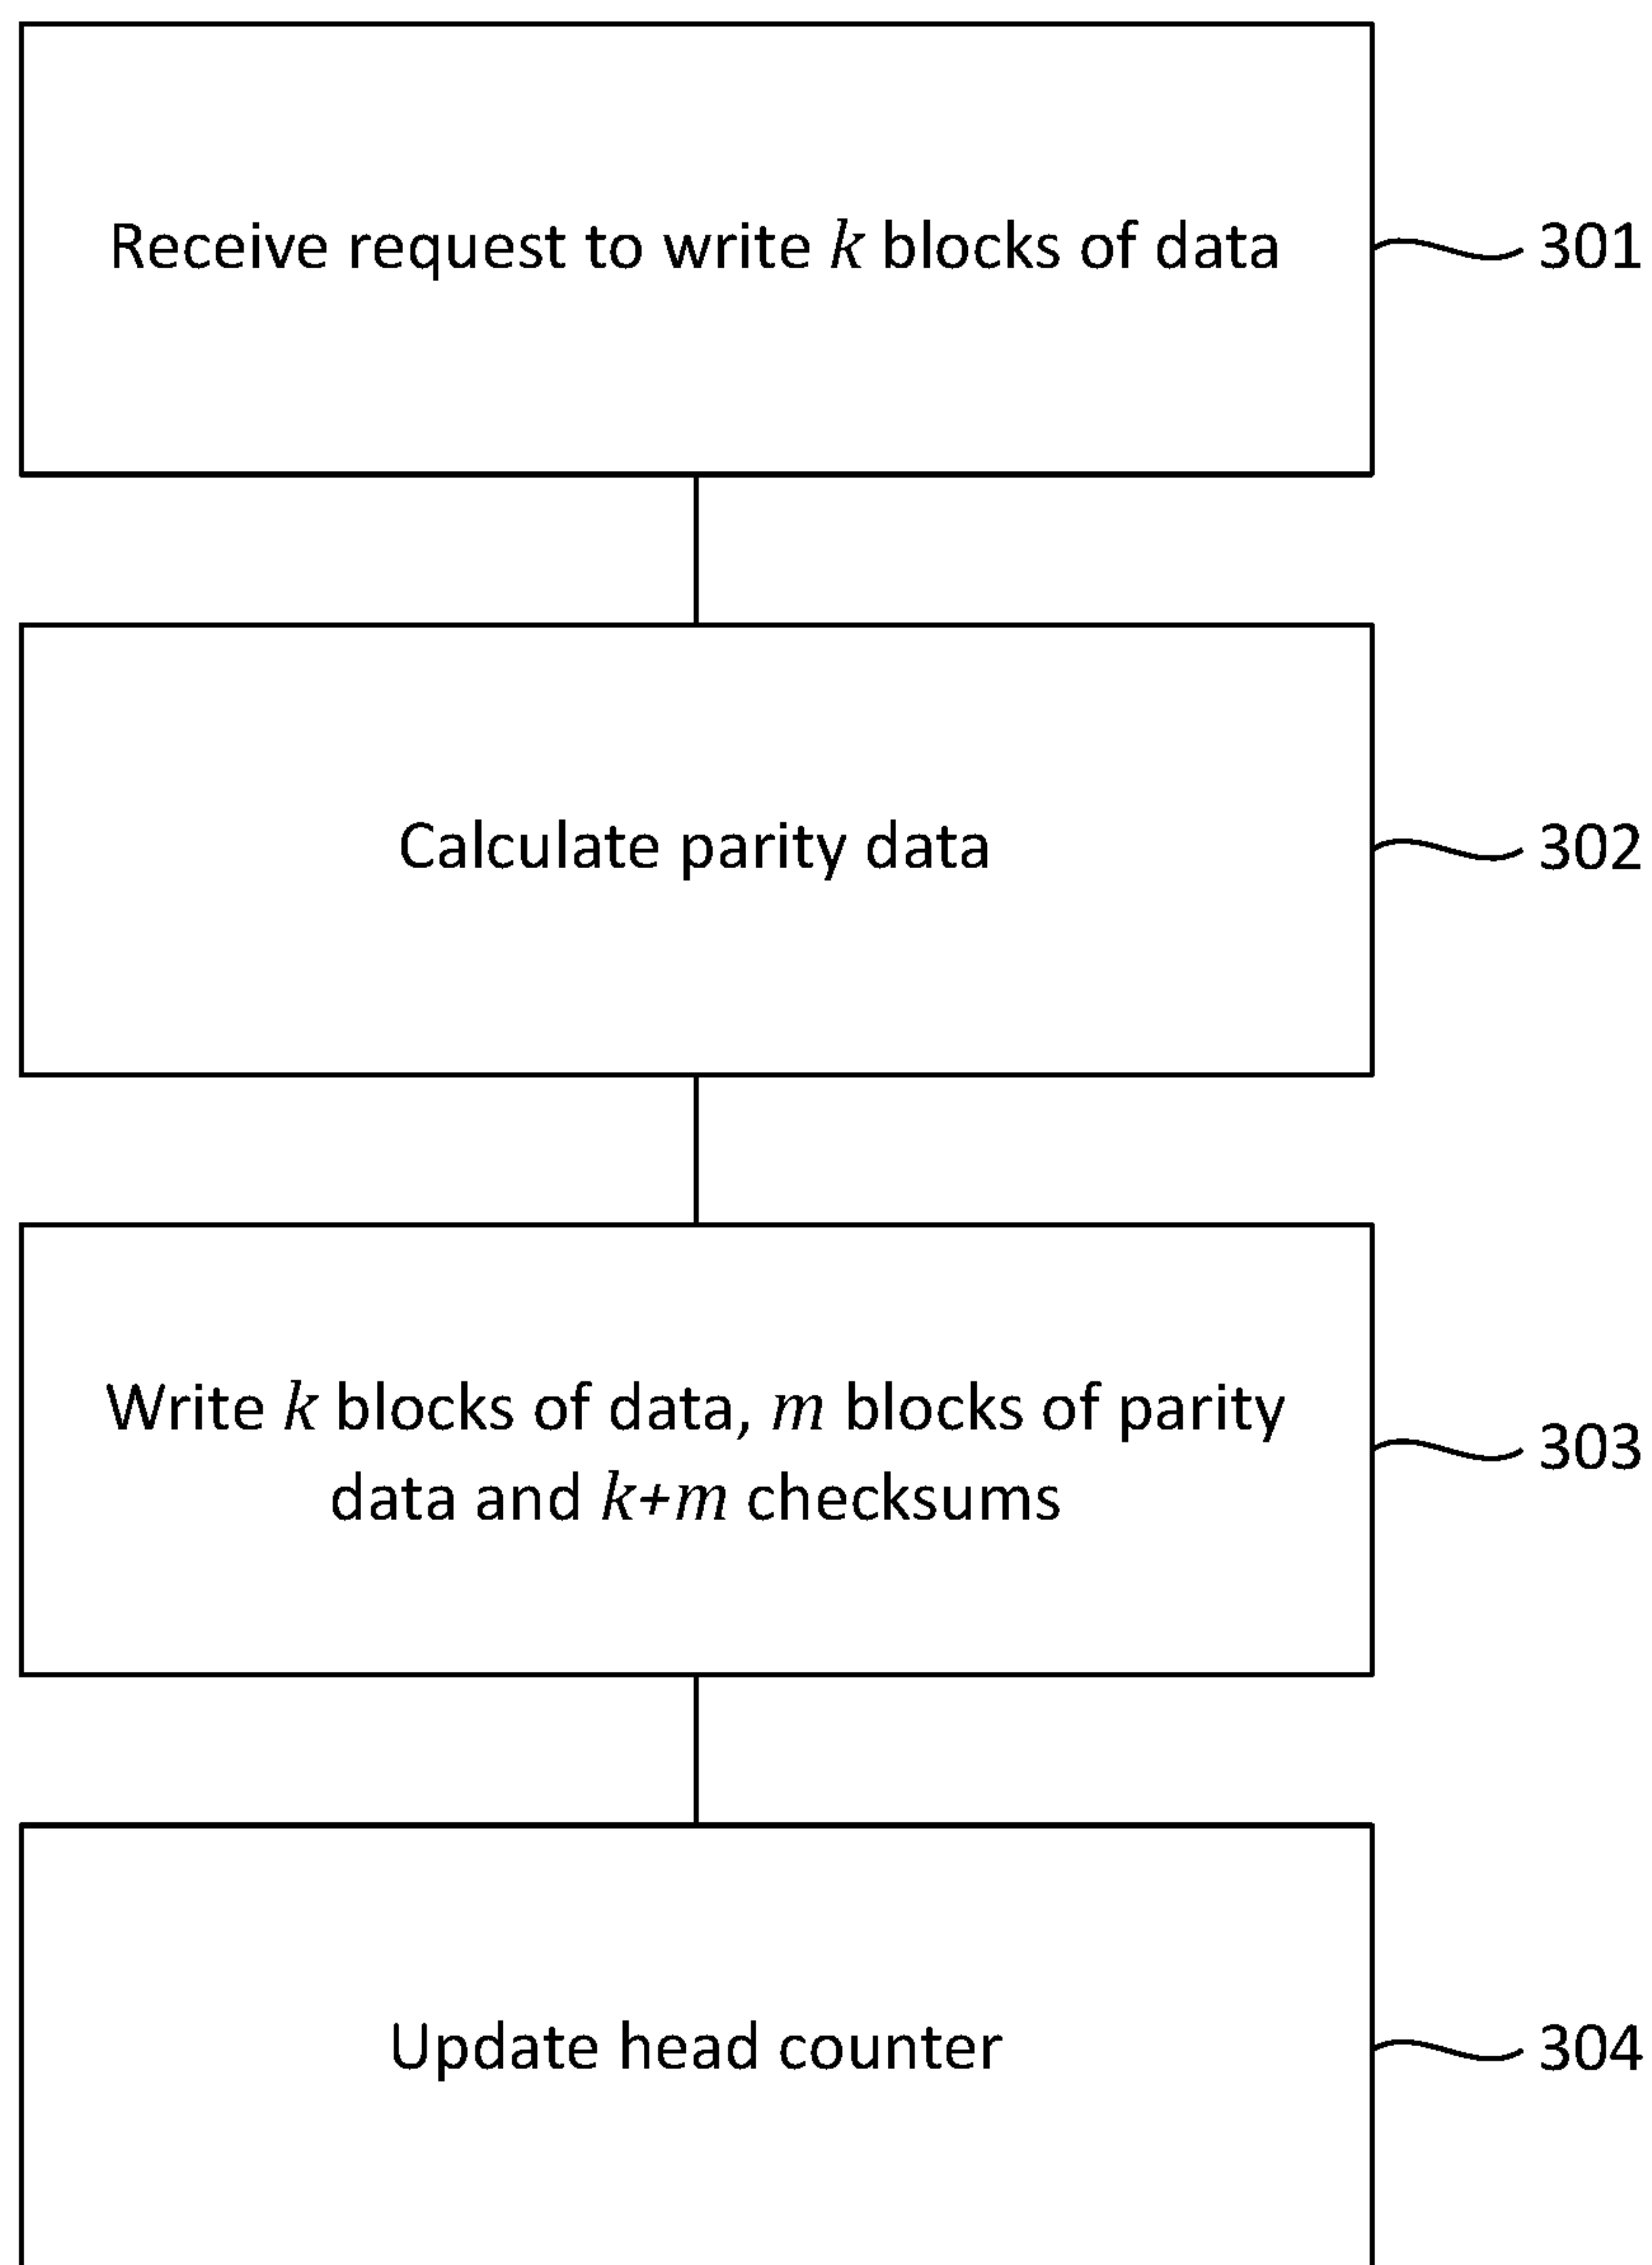 Receive request to write k blocks of data
301
Calculate parity data
302
Write k blocks of data, m blocks of parity
data and k+m checksums
303
Update head counter
304